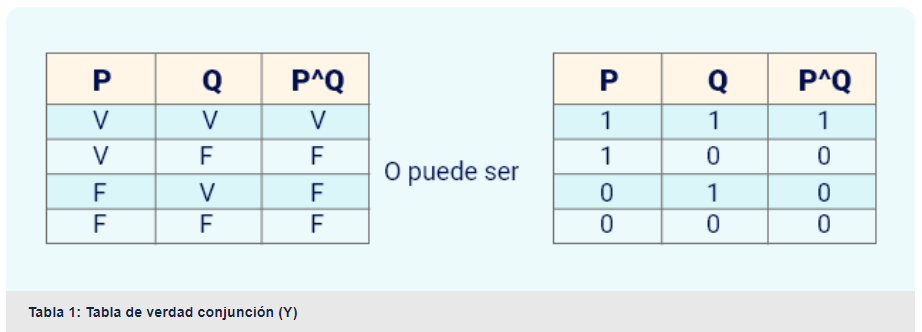 P Q P^Q
V V V
V F F
F V F
F F F
O puede ser
P Q P^Q
1 1 1
1 0 0
0 1 0
0 0 0
Tabla 1: Tabla de verdad conjunción (Y)